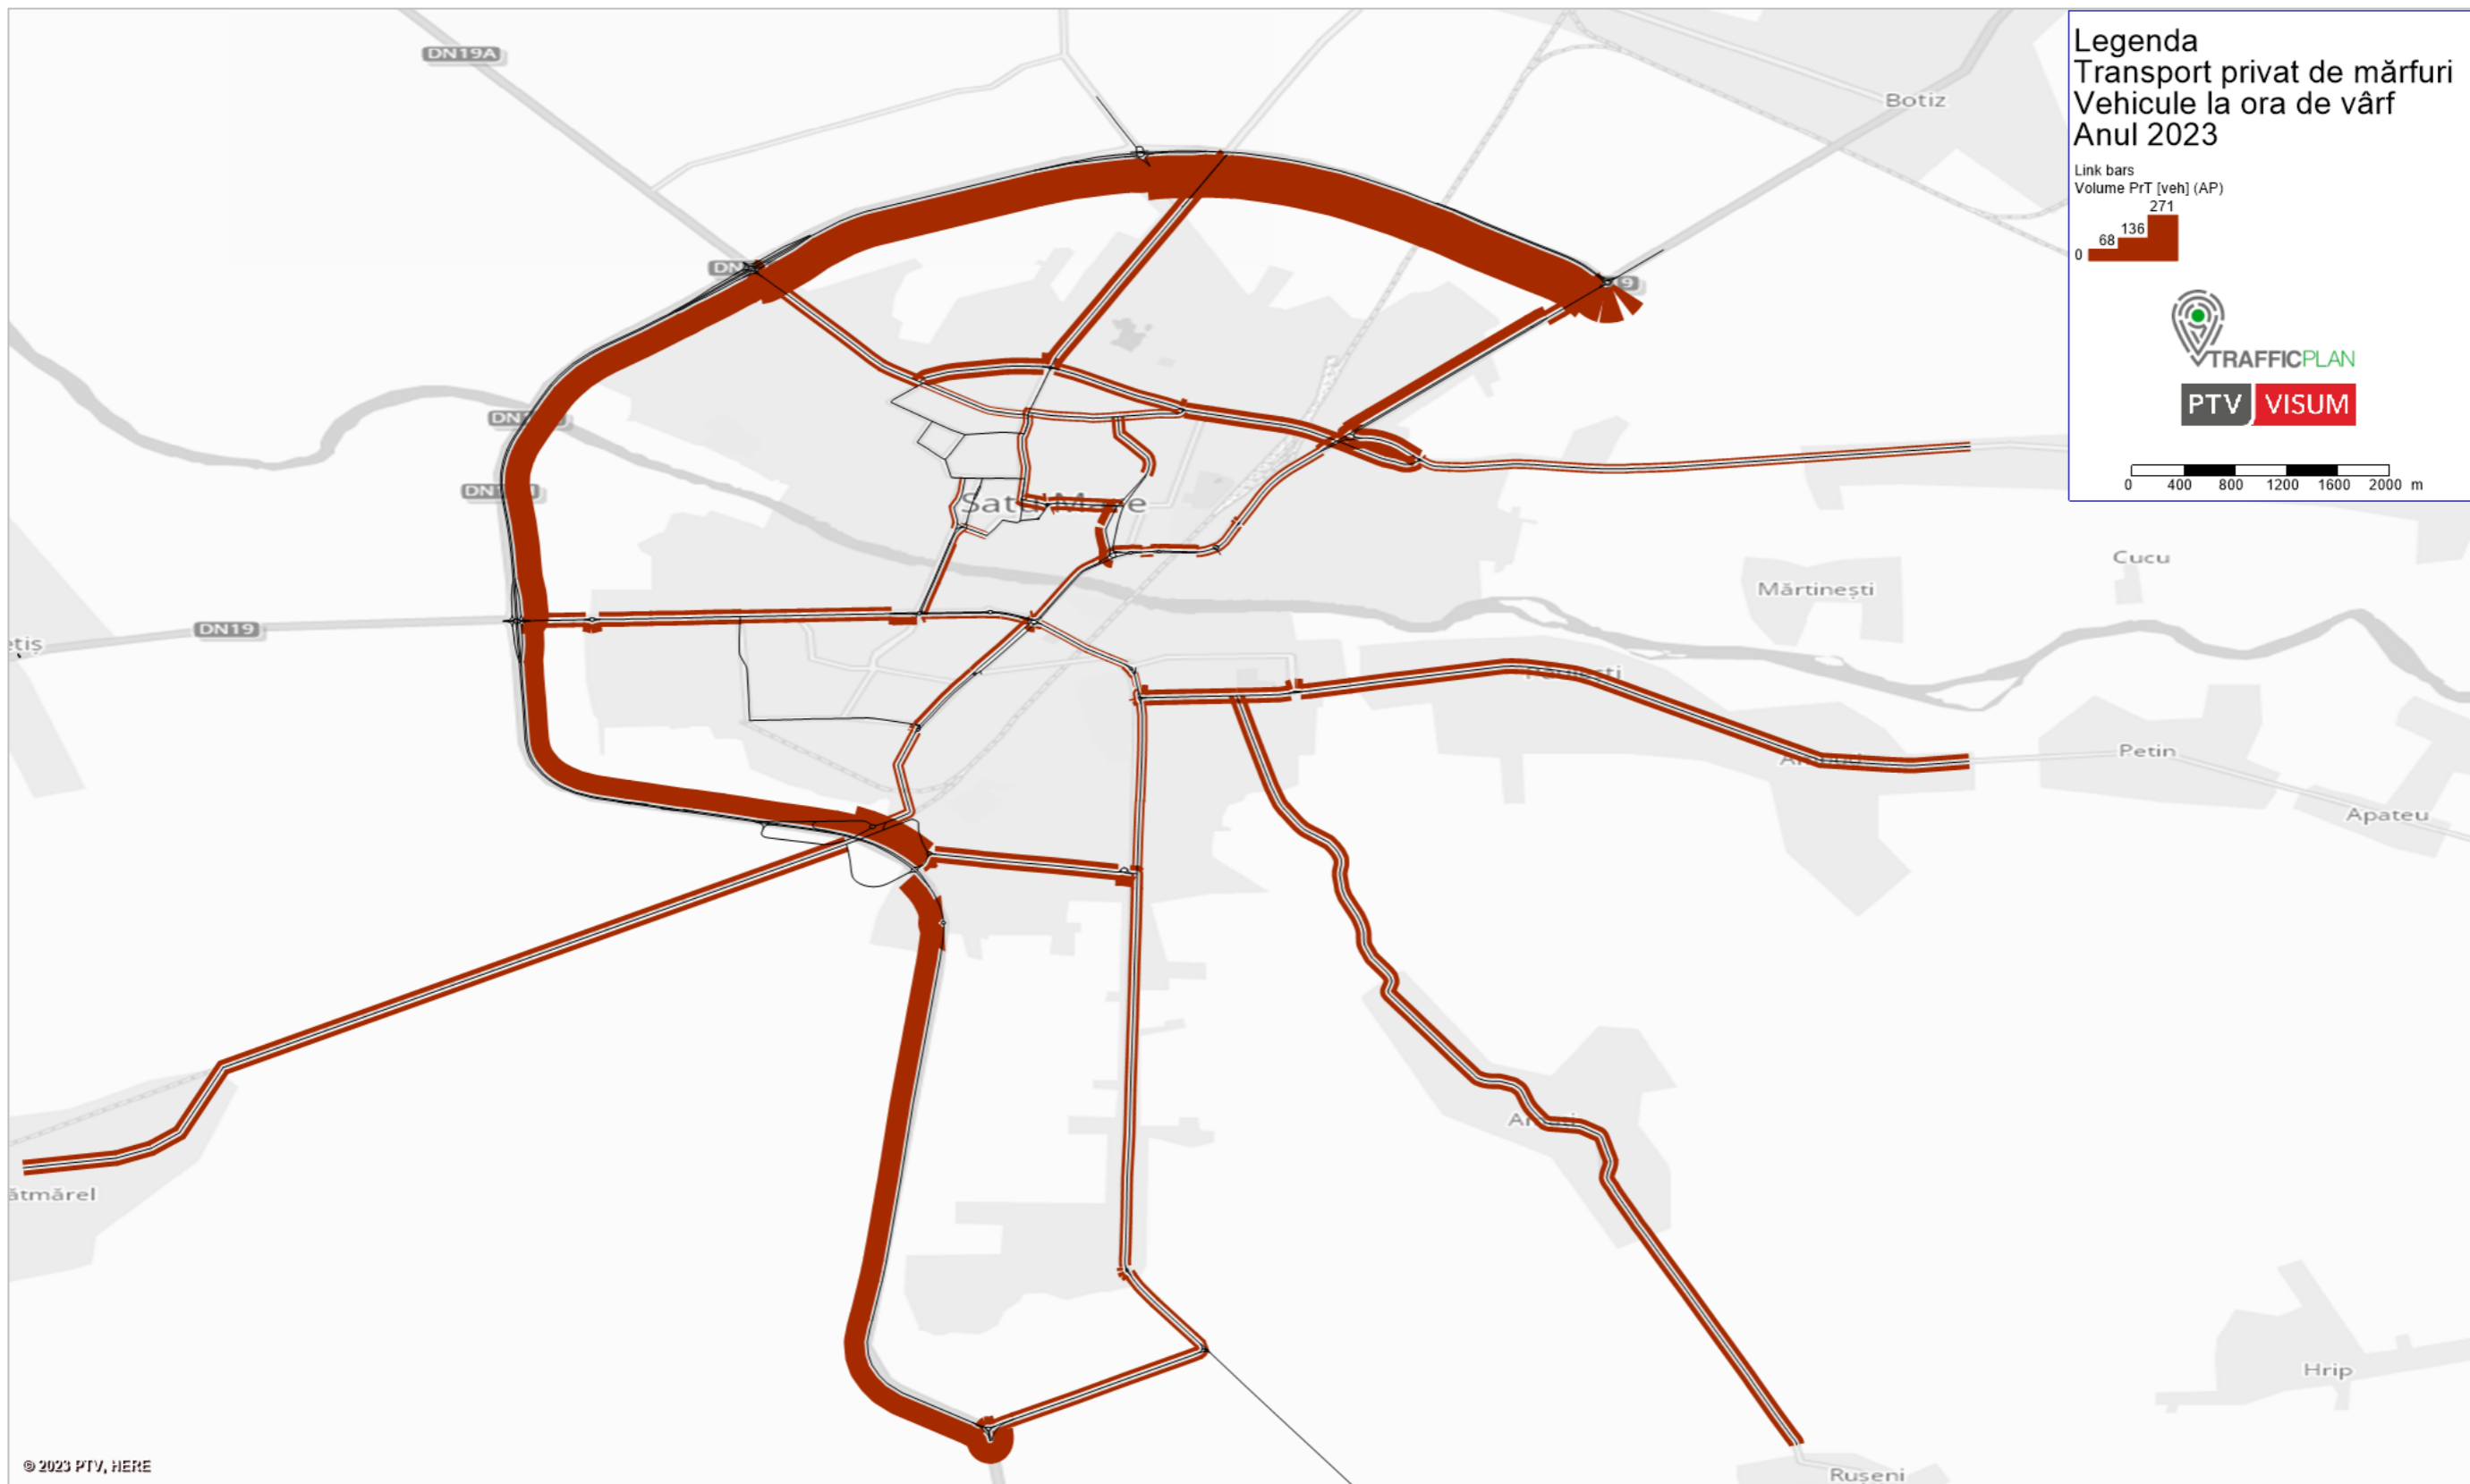 Legenda
Transport privat de mărfuri
Vehicule la ora de vârf
Anul 2023
Link bars
Volume PrT [veh] (AP)
271
136
68
0
TRAFFICPLAN
PTV VISUM
0 400 800 1200 1600 2000 m
DN19A
Botiz
Satu Mare
Cucu
Mărtinești
DN19
Petin
Apateu
Hrip
Rușeni
© 2023 PTV, HERE